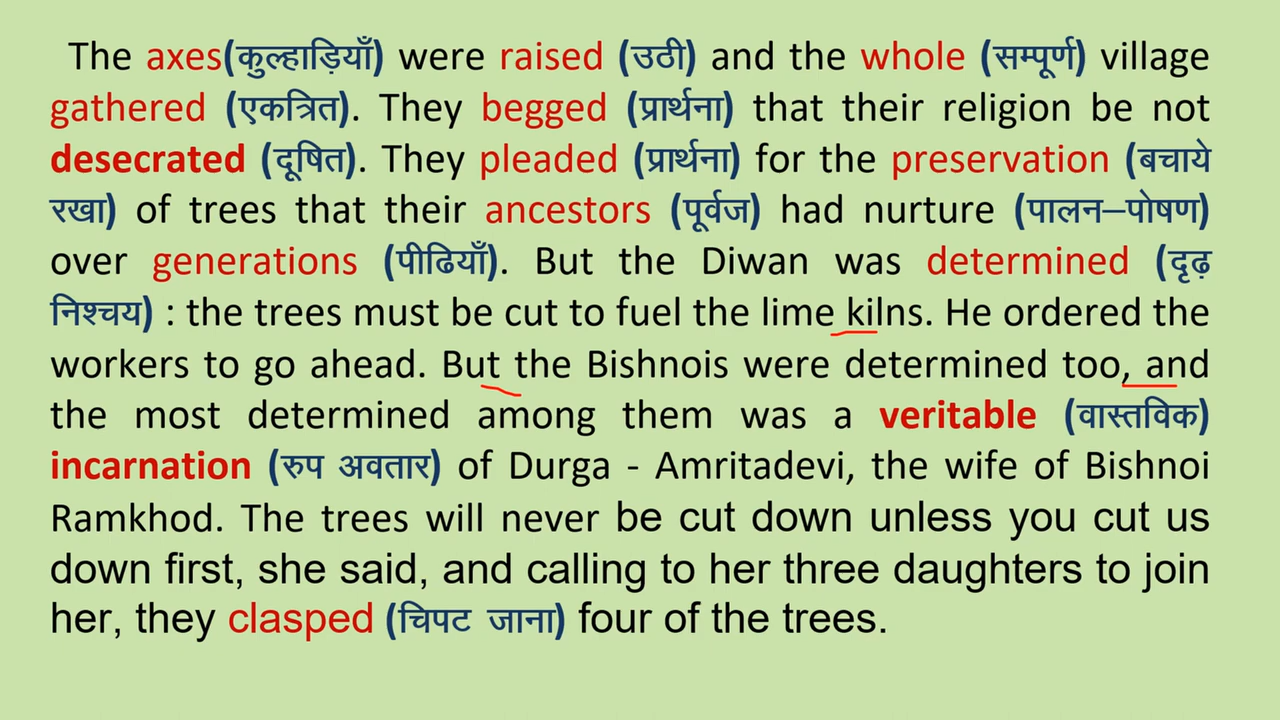 The axes(कुल्हाड़ियाँ) were raised (उठी) and the whole (सम्पूर्ण) village
gathered (एकत्रित). They begged (प्रार्थना) that their religion be not
desecrated (दूषित). They pleaded (प्रार्थना) for the preservation (बचाये
रखा) of trees that their ancestors (पूर्वज) had nurture (पालन–पोषण)
over generations (पीढियाँ). But the Diwan was determined (दृढ़
निश्चय) : the trees must be cut to fuel the lime kilns. He ordered the
workers to go ahead. But the Bishnois were determined too, and
the most determined among them was a veritable (वास्तविक)
incarnation (रुप अवतार) of Durga - Amritadevi, the wife of Bishnoi
Ramkhod. The trees will never be cut down unless you cut us
down first, she said, and calling to her three daughters to join
her, they clasped (चिपट जाना) four of the trees.